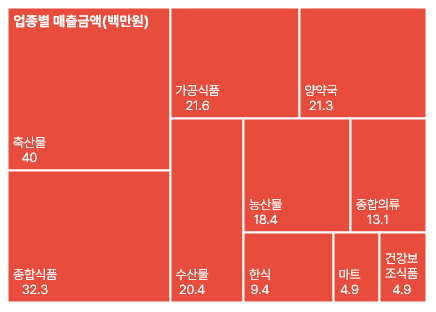 업종별 매출금액(백만원)
축산물
40
가공식품
21.6
양약국
21.3
종합식품
32.3
수산물
20.4
농산물
18.4
종합의류
13.1
한식
9.4
마트
4.9
건강보
조식품
4.9